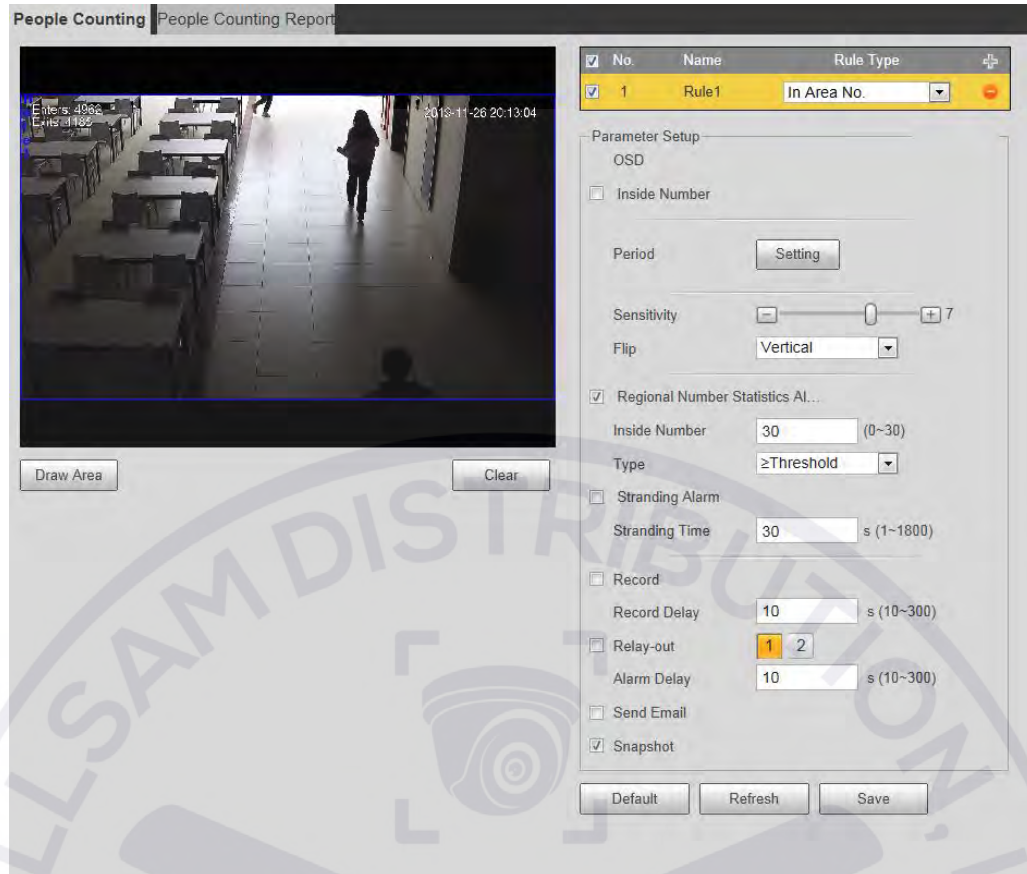 People Counting People Counting Report
Enters: 4962
Exits: 4185
2019-11-26 20:13:04
Draw Area
Clear
No. Name Rule Type
1 Rule1 In Area No.
Parameter Setup
OSD
Inside Number
Period Setting
Sensitivity 7
Flip Vertical
Regional Number Statistics Al...
Inside Number 30 (0~30)
Type ≥Threshold
Stranding Alarm
Stranding Time 30 s (1~1800)
Record
Record Delay 10 s (10~300)
Relay-out 1 2
Alarm Delay 10 s (10~300)
Send Email
Snapshot
Default Refresh Save
LLSAM DISTRIBUTION,